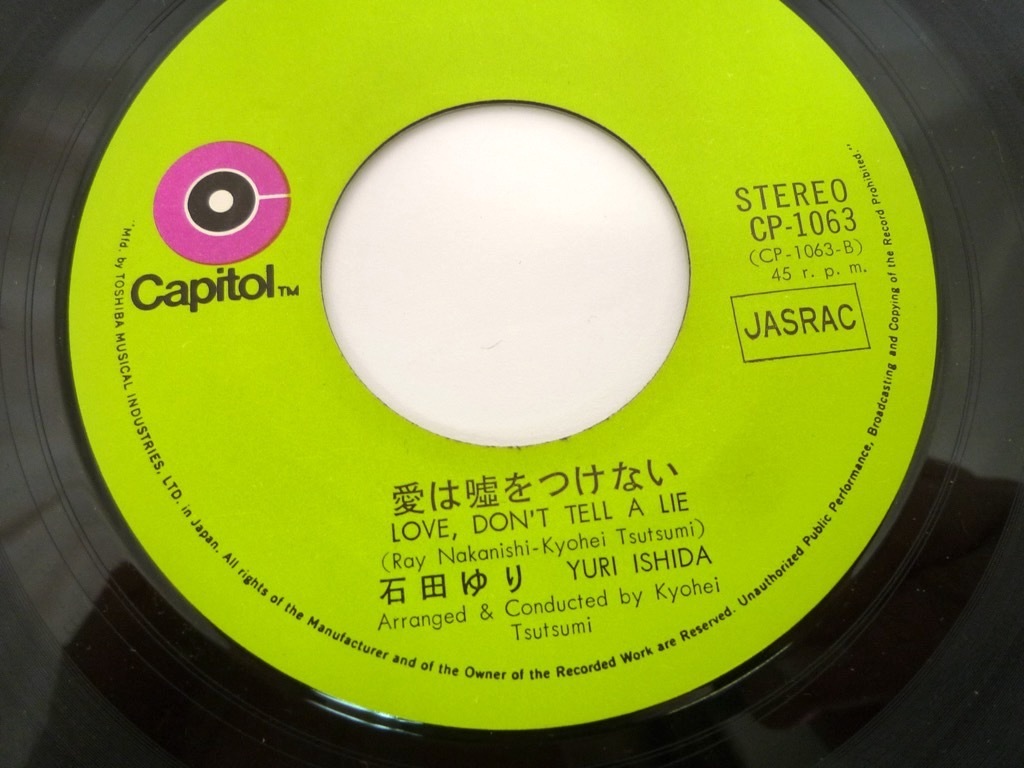 Capitol™
STEREO
CP-1063
(CP-1063-B)
45 r. p. m.
JASRAC
愛は嘘をつけない
LOVE, DON'T TELL A LIE
(Ray Nakanishi-Kyohei Tsutsumi)
石田ゆり YURI ISHIDA
Arranged & Conducted by Kyohei
Tsutsumi
"Mfd. by TOSHIBA MUSICAL INDUSTRIES, LTD. in Japan. All rights of the Manufacturer and of the Owner of the Recorded Work are Reserved. Unauthorized Public Performance, Broadcasting and Copying of the Record Prohibited."